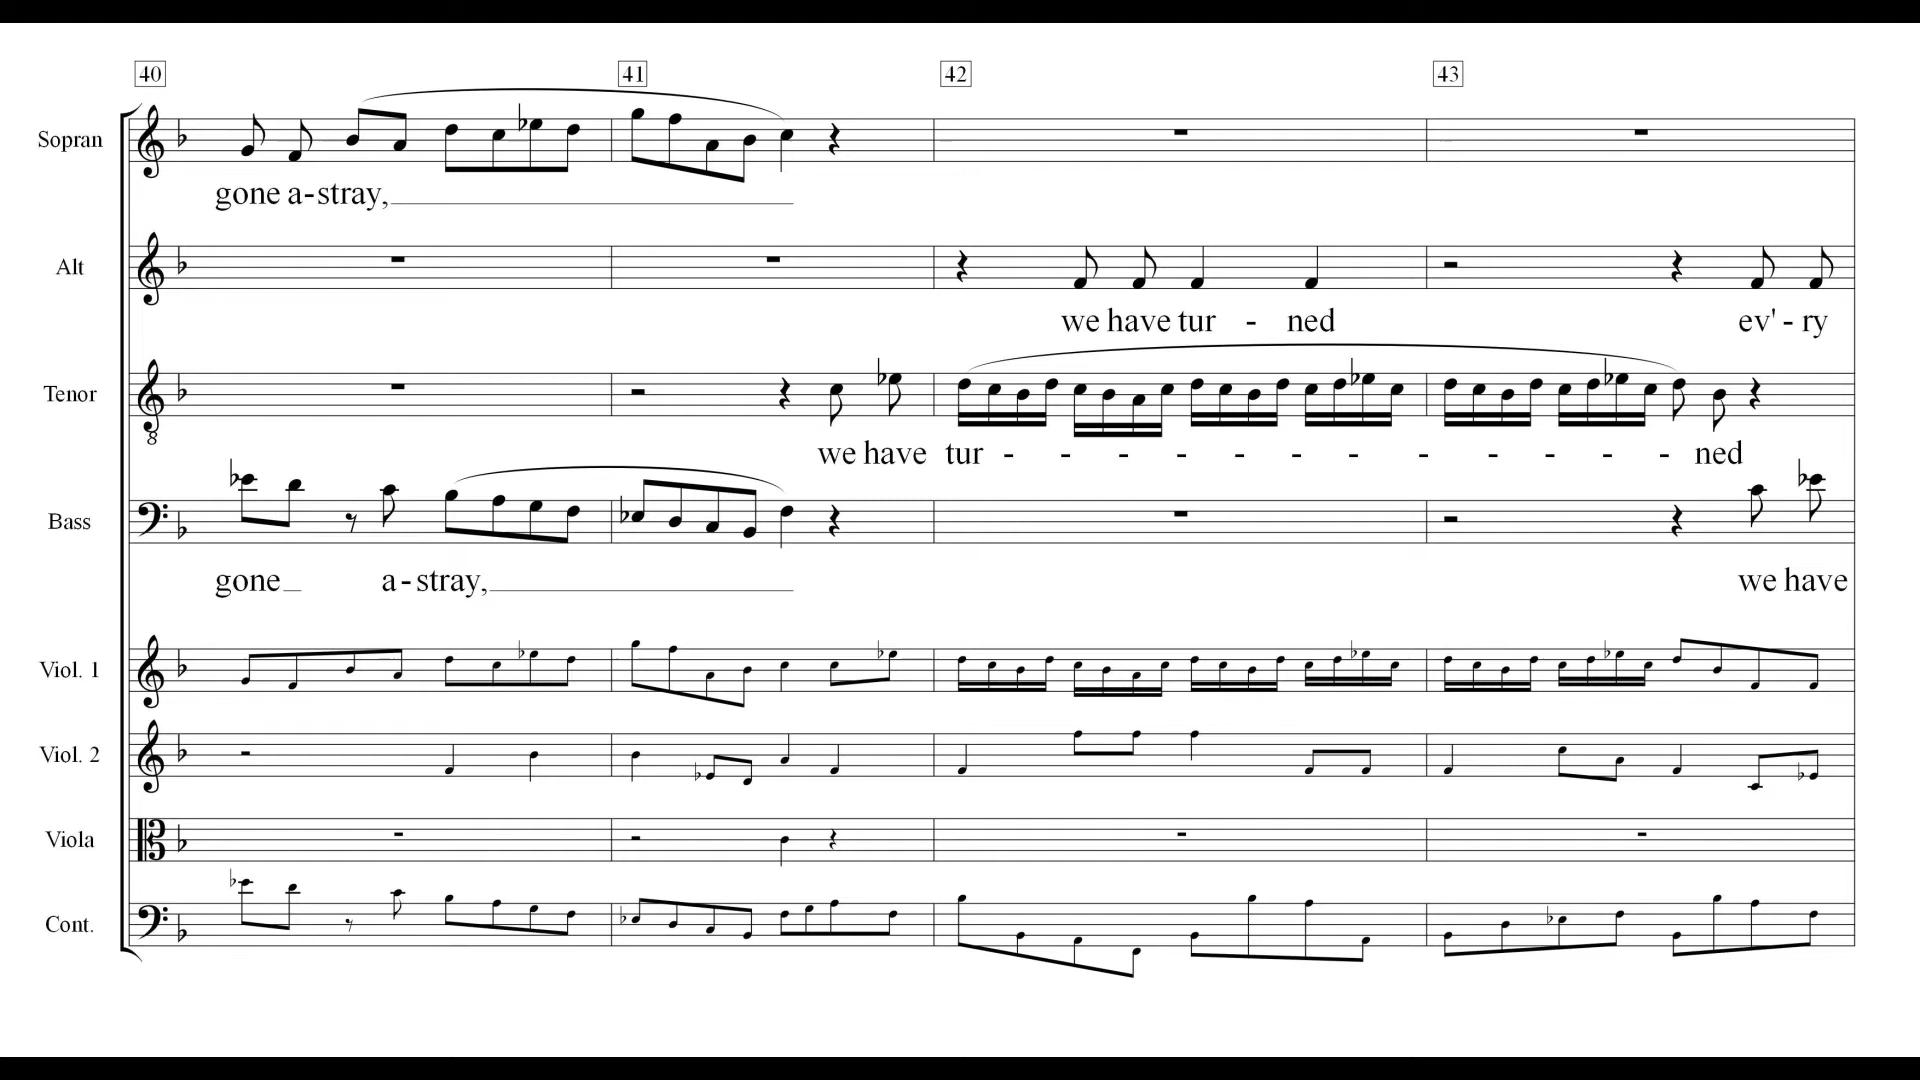 40 41 42 43
Sopran
gone a-stray,
Alt
we have tur - ned ev' - ry
Tenor
8
we have tur - - - - - - - - - - - - ned
Bass
gone a - stray, we have
Viol. 1
Viol. 2
Viola
Cont.